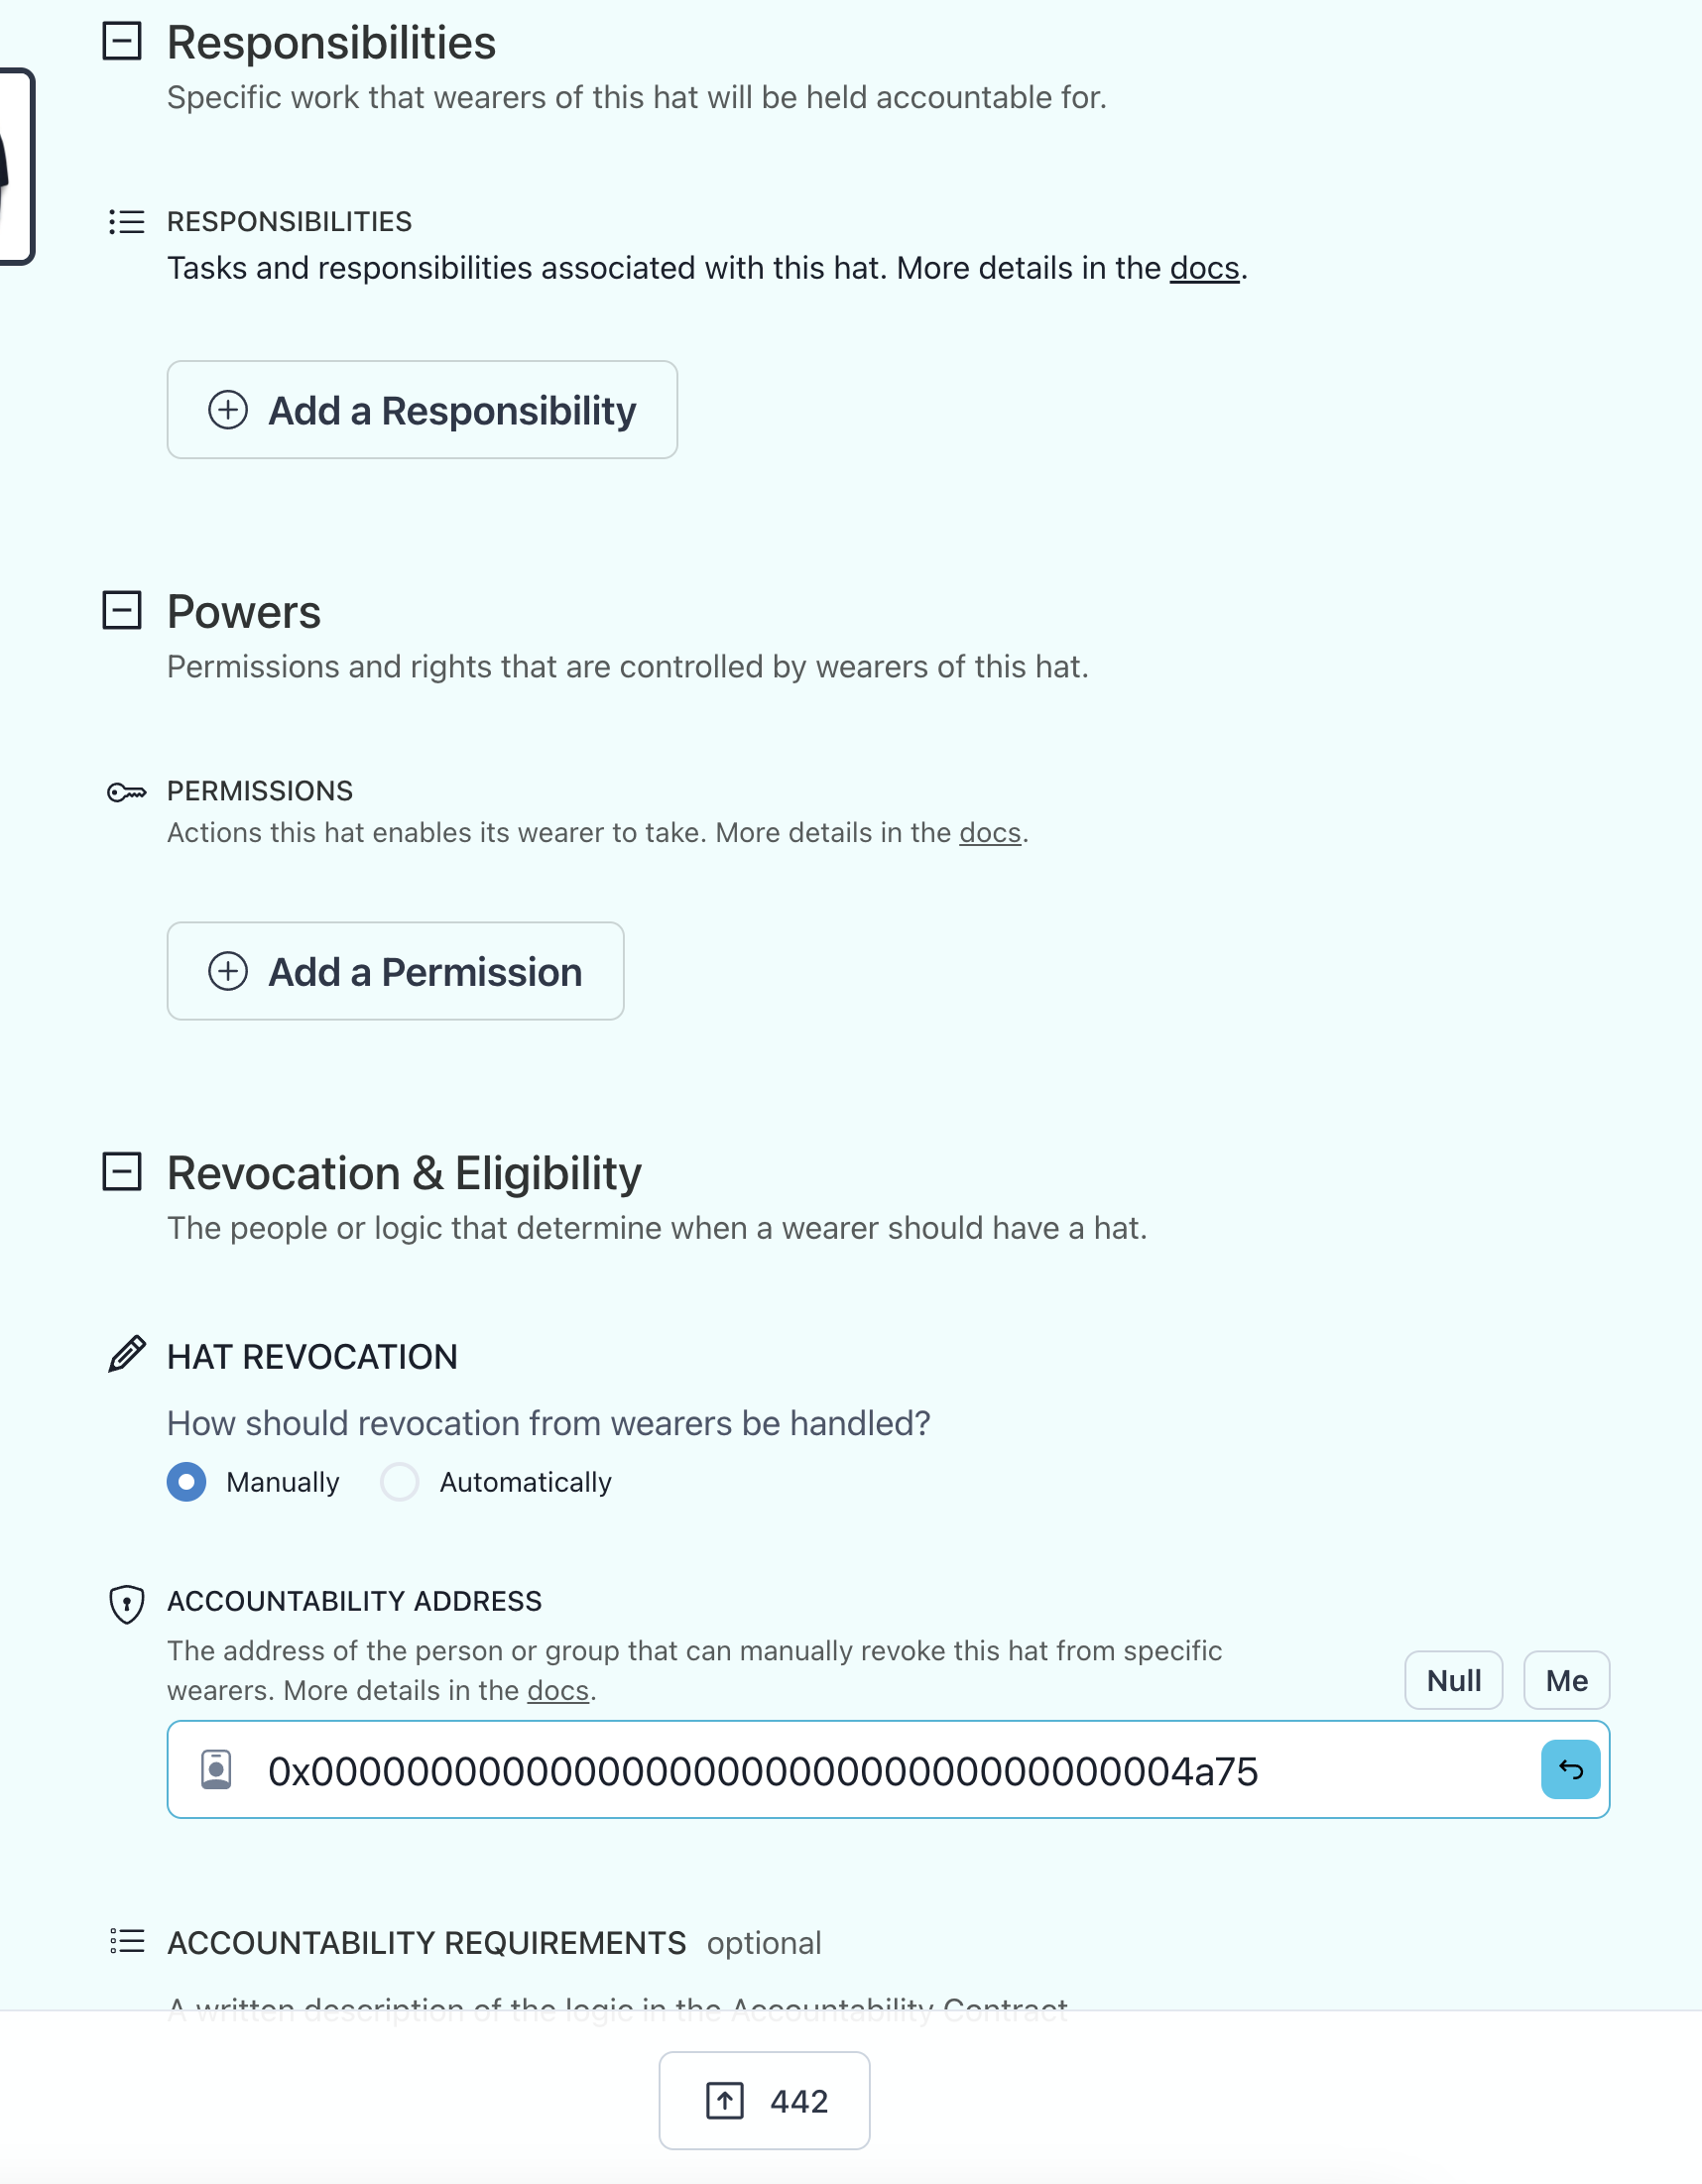 Responsibilities
Specific work that wearers of this hat will be held accountable for.
RESPONSIBILITIES
Tasks and responsibilities associated with this hat. More details in the docs.
Add a Responsibility
Powers
Permissions and rights that are controlled by wearers of this hat.
PERMISSIONS
Actions this hat enables its wearer to take. More details in the docs.
Add a Permission
Revocation & Eligibility
The people or logic that determine when a wearer should have a hat.
HAT REVOCATION
How should revocation from wearers be handled?
Manually Automatically
ACCOUNTABILITY ADDRESS
The address of the person or group that can manually revoke this hat from specific
wearers. More details in the docs.
Null Me
0x0000000000000000000000000000000000004a75
ACCOUNTABILITY REQUIREMENTS optional
A written description of the logic in the Accountability Contract
442